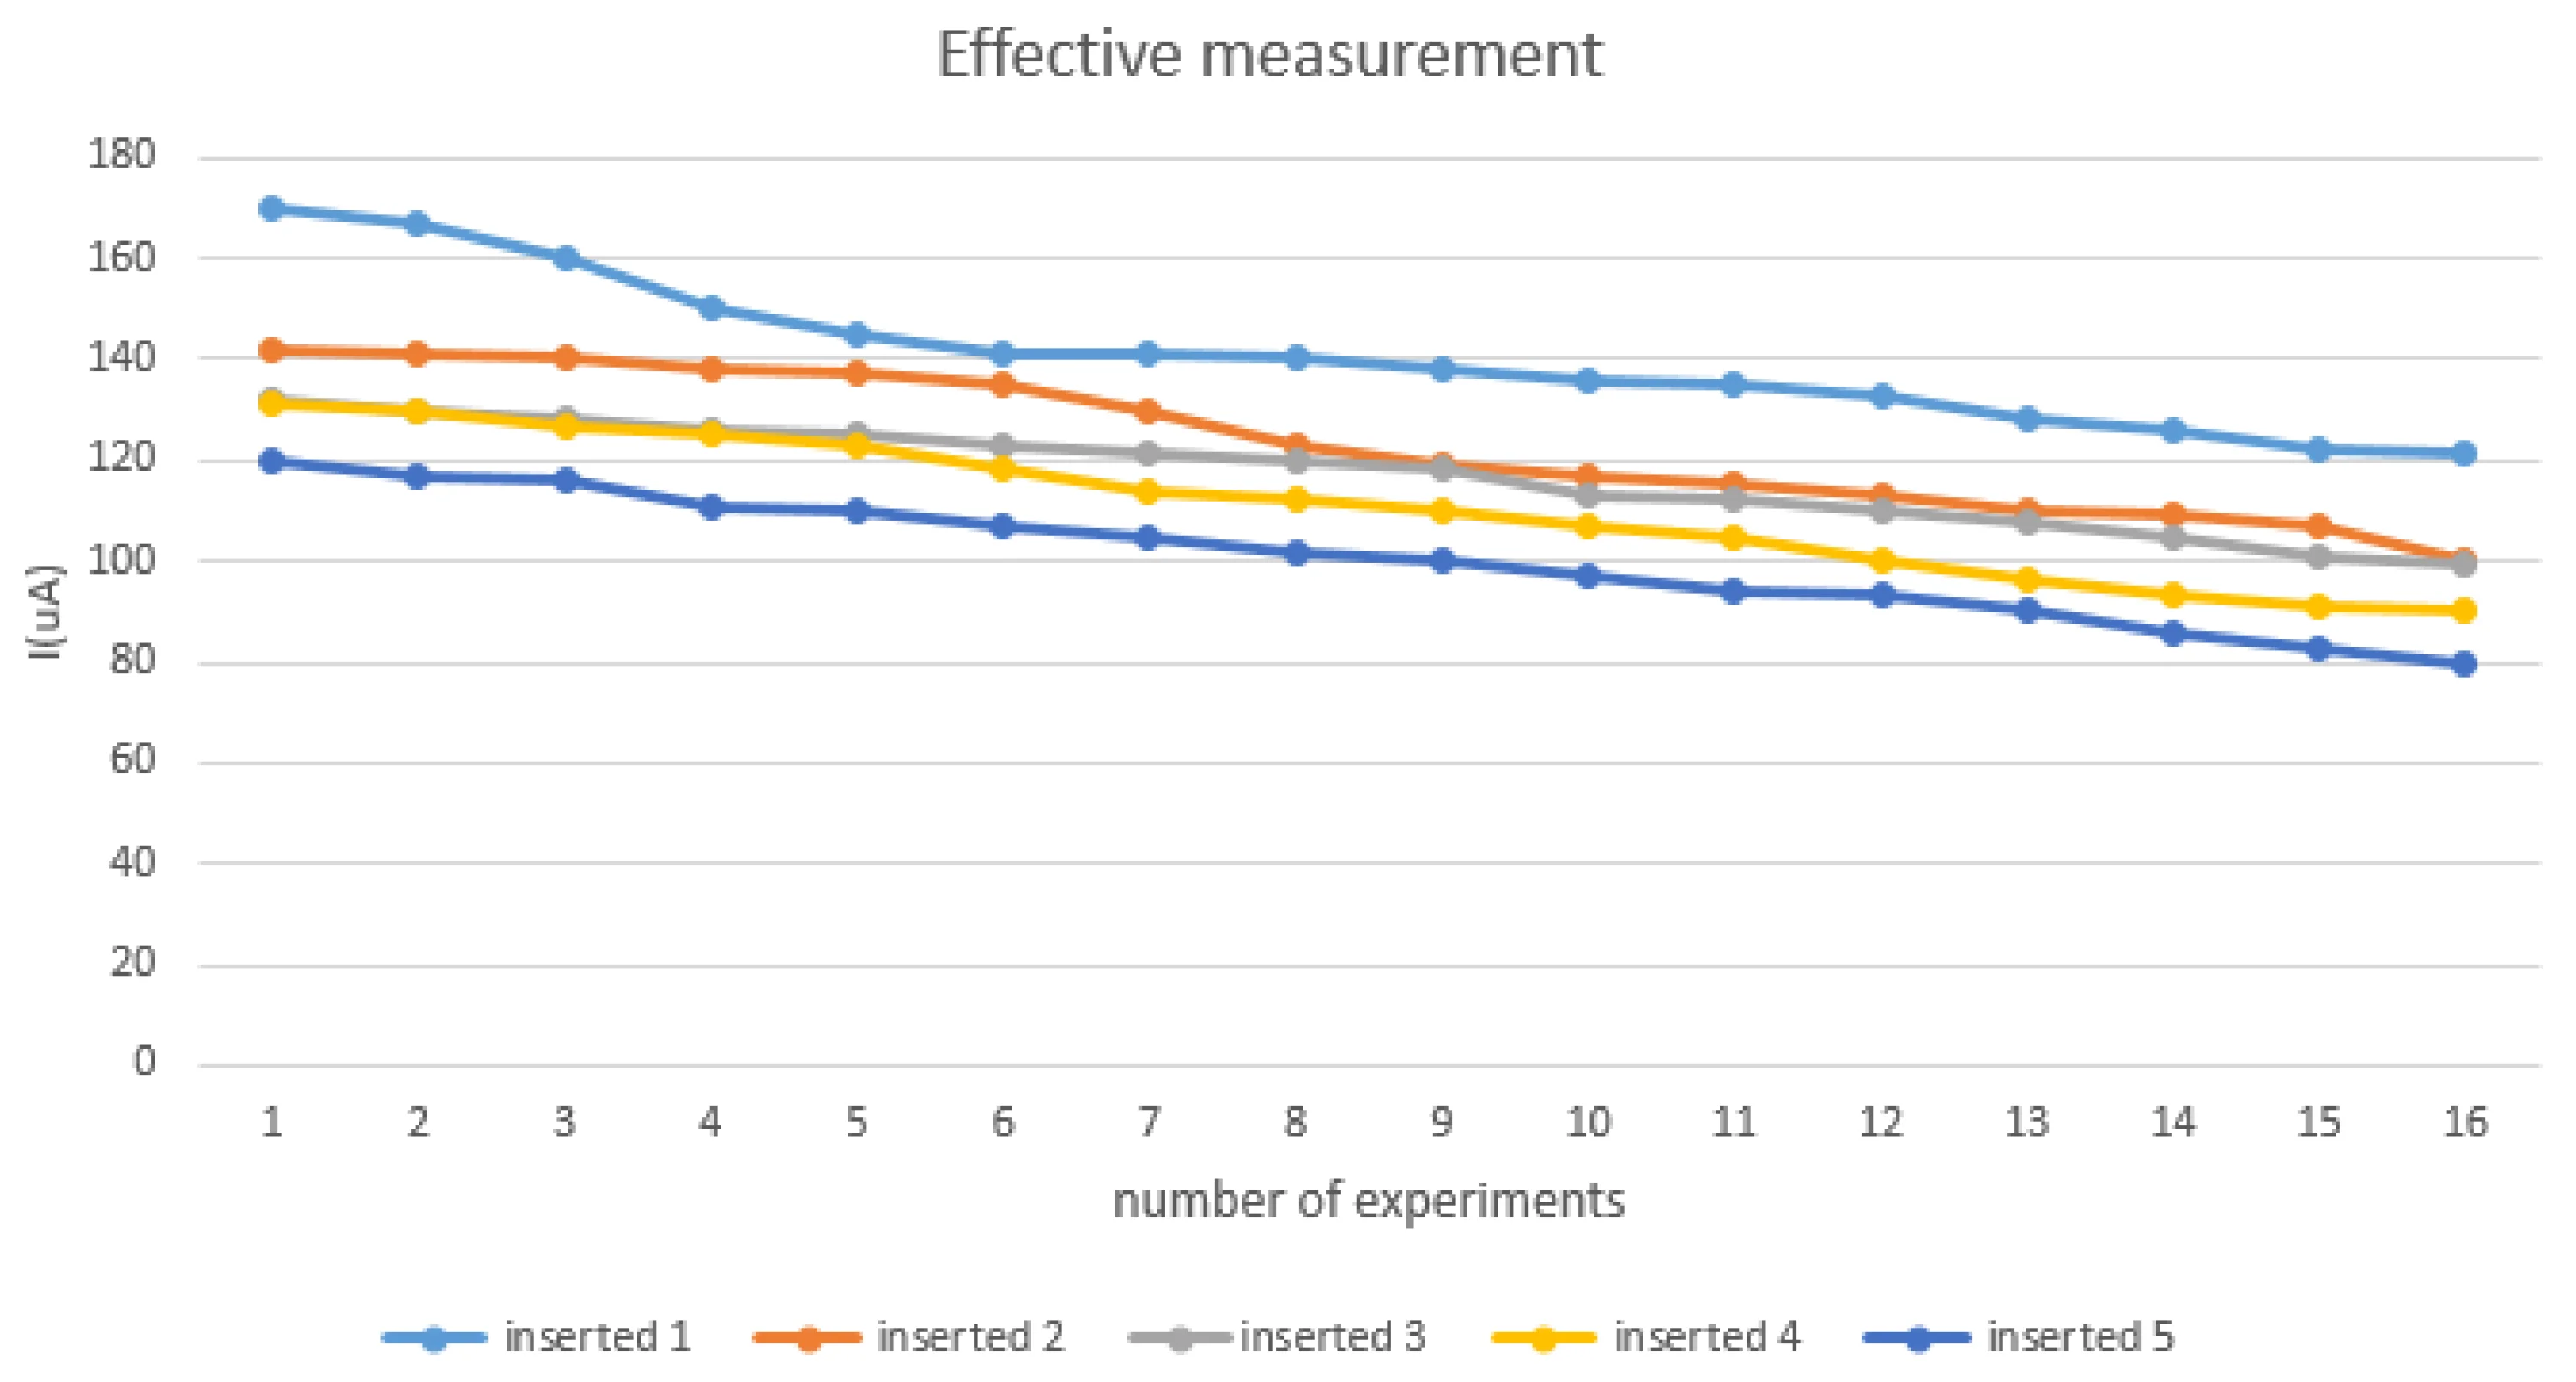 Effective measurement
180
160
140
120
100
80
60
40
20
0
I(uA)
1 2 3 4 5 6 7 8 9 10 11 12 13 14 15 16
number of experiments
inserted 1 inserted 2 inserted 3 inserted 4 inserted 5